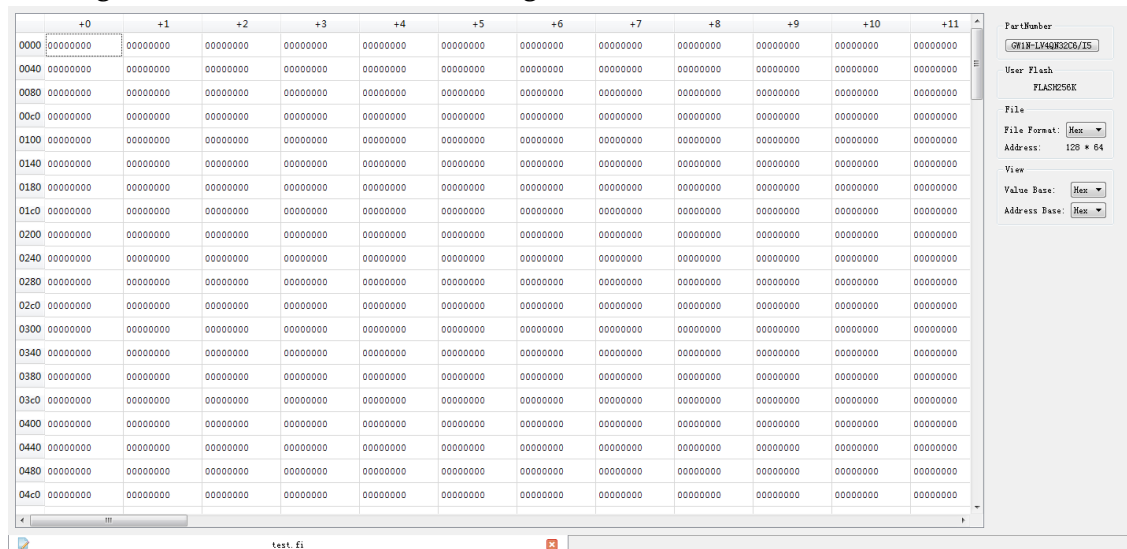 +0 +1 +2 +3 +4 +5 +6 +7 +8 +9 +10 +11
0000 00000000 00000000 00000000 00000000 00000000 00000000 00000000 00000000 00000000 00000000 00000000 00000000
0040 00000000 00000000 00000000 00000000 00000000 00000000 00000000 00000000 00000000 00000000 00000000 00000000
0080 00000000 00000000 00000000 00000000 00000000 00000000 00000000 00000000 00000000 00000000 00000000 00000000
00c0 00000000 00000000 00000000 00000000 00000000 00000000 00000000 00000000 00000000 00000000 00000000 00000000
0100 00000000 00000000 00000000 00000000 00000000 00000000 00000000 00000000 00000000 00000000 00000000 00000000
0140 00000000 00000000 00000000 00000000 00000000 00000000 00000000 00000000 00000000 00000000 00000000 00000000
0180 00000000 00000000 00000000 00000000 00000000 00000000 00000000 00000000 00000000 00000000 00000000 00000000
01c0 00000000 00000000 00000000 00000000 00000000 00000000 00000000 00000000 00000000 00000000 00000000 00000000
0200 00000000 00000000 00000000 00000000 00000000 00000000 00000000 00000000 00000000 00000000 00000000 00000000
0240 00000000 00000000 00000000 00000000 00000000 00000000 00000000 00000000 00000000 00000000 00000000 00000000
0280 00000000 00000000 00000000 00000000 00000000 00000000 00000000 00000000 00000000 00000000 00000000 00000000
02c0 00000000 00000000 00000000 00000000 00000000 00000000 00000000 00000000 00000000 00000000 00000000 00000000
0300 00000000 00000000 00000000 00000000 00000000 00000000 00000000 00000000 00000000 00000000 00000000 00000000
0340 00000000 00000000 00000000 00000000 00000000 00000000 00000000 00000000 00000000 00000000 00000000 00000000
0380 00000000 00000000 00000000 00000000 00000000 00000000 00000000 00000000 00000000 00000000 00000000 00000000
03c0 00000000 00000000 00000000 00000000 00000000 00000000 00000000 00000000 00000000 00000000 00000000 00000000
0400 00000000 00000000 00000000 00000000 00000000 00000000 00000000 00000000 00000000 00000000 00000000 00000000
0440 00000000 00000000 00000000 00000000 00000000 00000000 00000000 00000000 00000000 00000000 00000000 00000000
0480 00000000 00000000 00000000 00000000 00000000 00000000 00000000 00000000 00000000 00000000 00000000 00000000
04c0 00000000 00000000 00000000 00000000 00000000 00000000 00000000 00000000 00000000 00000000 00000000 00000000
PartNumber
GW1N-LV4QN32C6/I5
User Flash
FLASH256K
File
File Format: Hex
Address: 128 * 64
View
Value Base: Hex
Address Base: Hex
test.fi